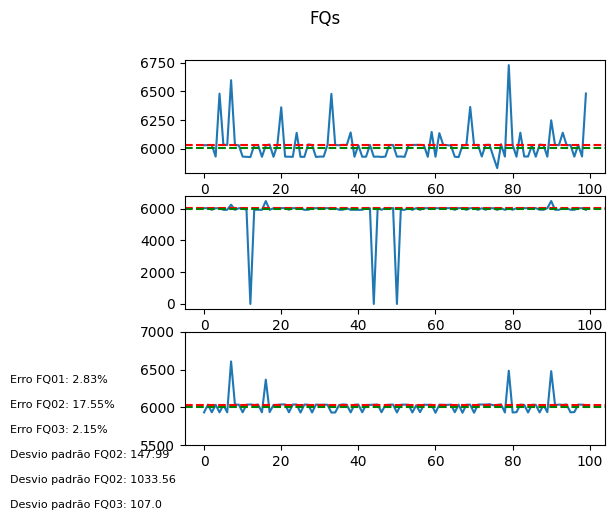 FQs
6750
6500
6250
6000
0 20 40 60 80 100
6000
4000
2000
0
0 20 40 60 80 100
7000
6500
6000
5500
0 20 40 60 80 100
Erro FQ01: 2.83%
Erro FQ02: 17.55%
Erro FQ03: 2.15%
Desvio padrão FQ02: 147.99
Desvio padrão FQ02: 1033.56
Desvio padrão FQ03: 107.0